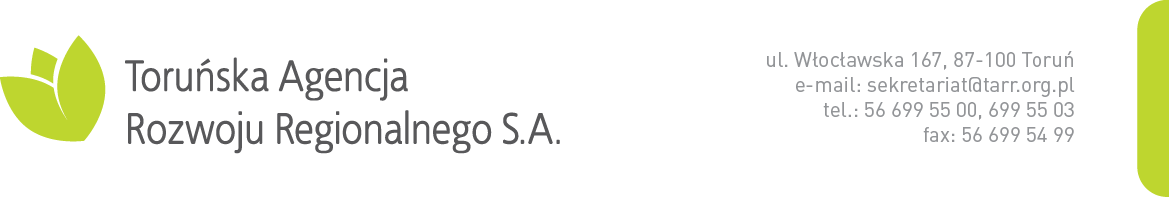 Toruńska Agencja
Rozwoju Regionalnego S.A.
ul. Włocławska 167, 87-100 Toruń
e-mail: sekretariat@tarr.org.pl
tel.: 56 699 55 00, 699 55 03
fax: 56 699 54 99